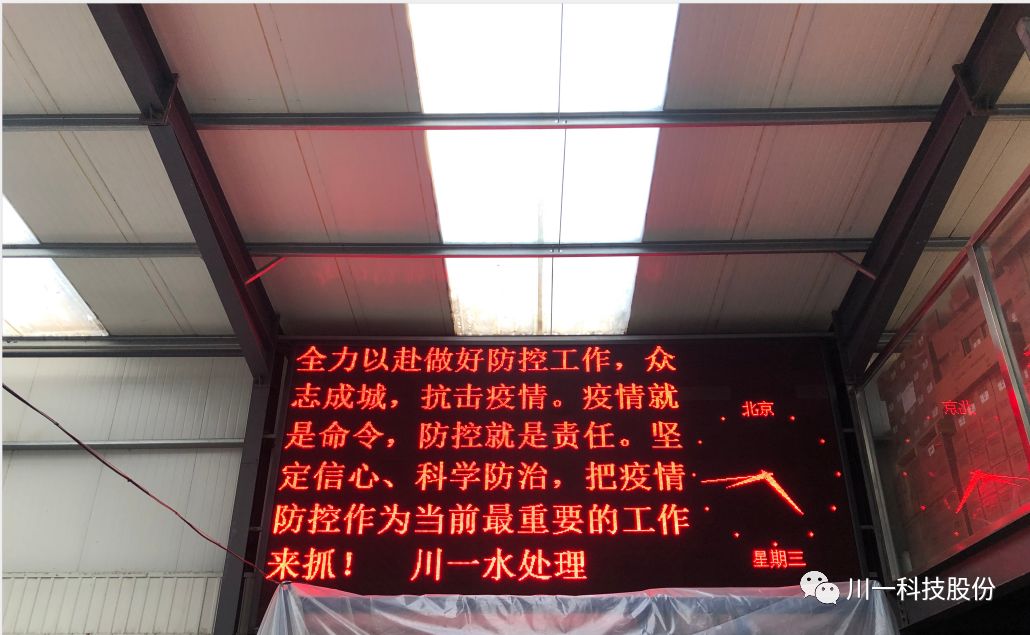 全力以赴做好防控工作，众
志成城，抗击疫情。疫情就
是命令，防控就是责任。坚
定信心、科学防治，把疫情
防控作为当前最重要的工作
来抓！ 川一水处理
北京
星期三
北京
川一科技股份